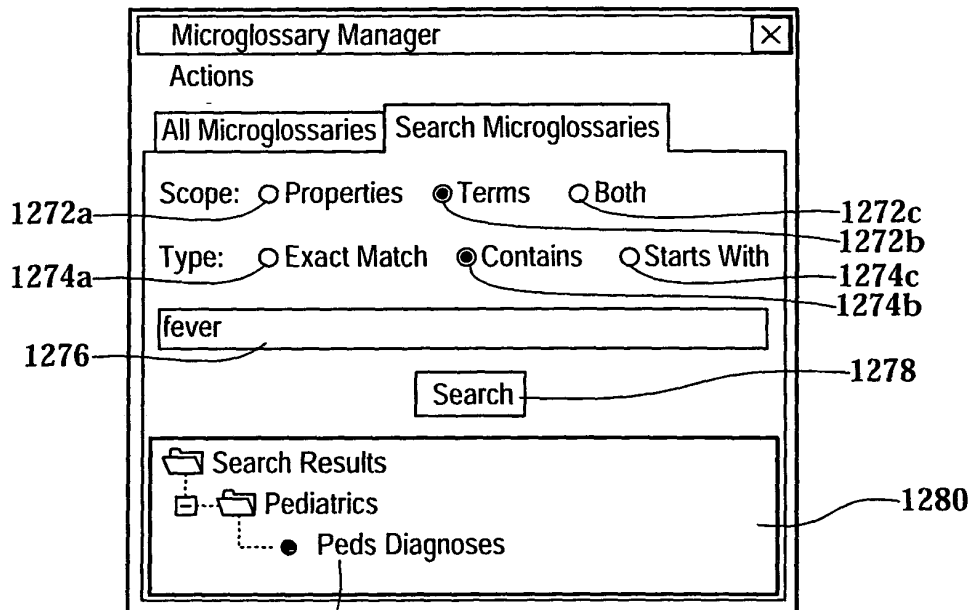 Microglossary Manager
Actions
All Microglossaries Search Microglossaries
Scope: Properties Terms Both
1272a 1272c
1272b
Type: Exact Match Contains Starts With
1274a 1274c
1274b
fever
1276
Search 1278
Search Results
Pediatrics 1280
Peds Diagnoses